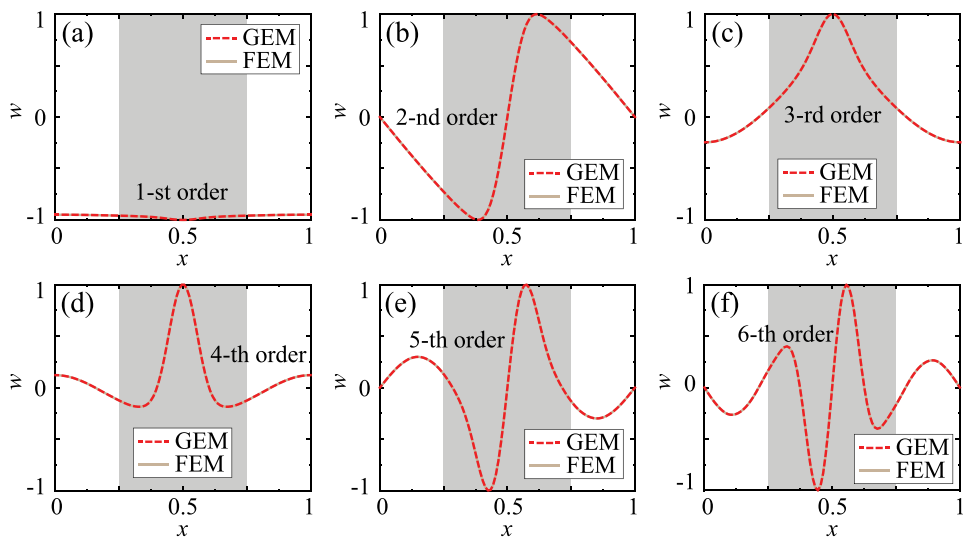 (a)
GEM
FEM
1-st order
w
1
0
-1
0
0.5
1
x
(b)
2-nd order
GEM
FEM
w
1
0
-1
0
0.5
1
x
(c)
3-rd order
GEM
FEM
w
1
0
-1
0
0.5
1
x
(d)
4-th order
GEM
FEM
w
1
0
-1
0
0.5
1
x
(e)
5-th order
GEM
FEM
w
1
0
-1
0
0.5
1
x
(f)
6-th order
GEM
FEM
w
1
0
-1
0
0.5
1
x